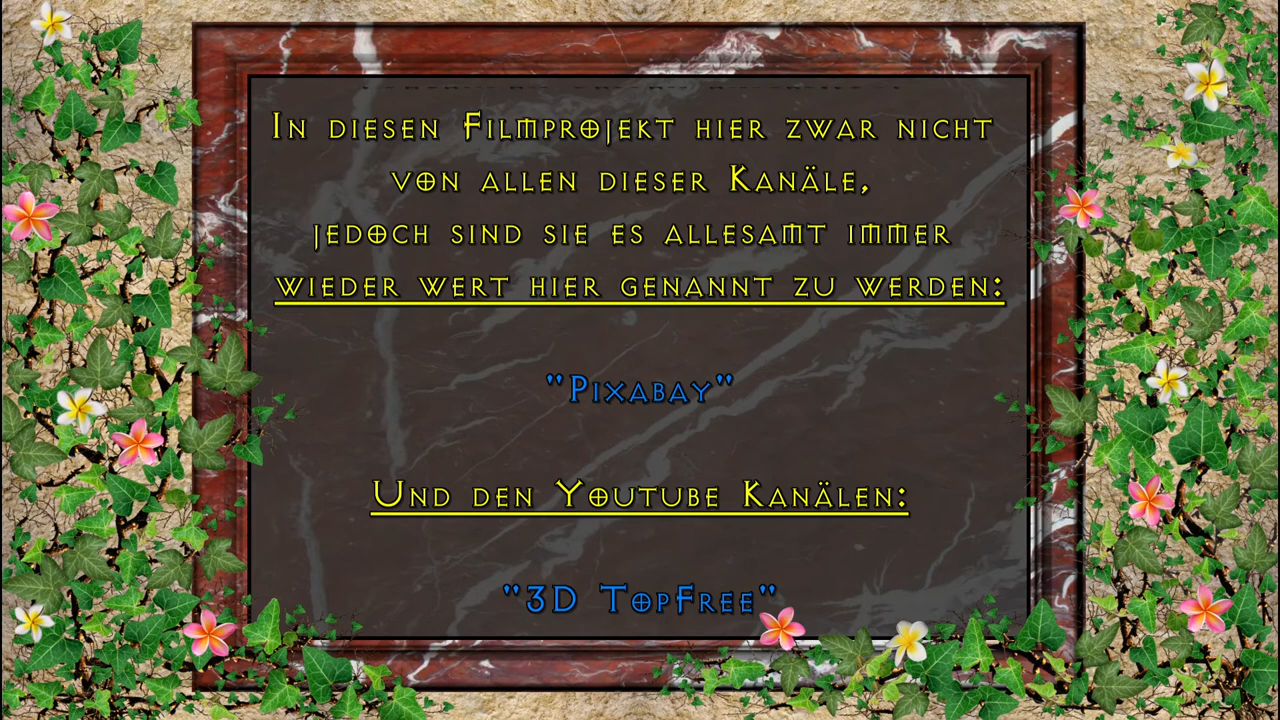 In diesen Filmprojekt hier zwar nicht
von allen dieser Kanäle,
jedoch sind sie es allesamt immer
wieder wert hier genannt zu werden:
"Pixabay"
Und den Youtube Kanälen:
"3D TopFree"